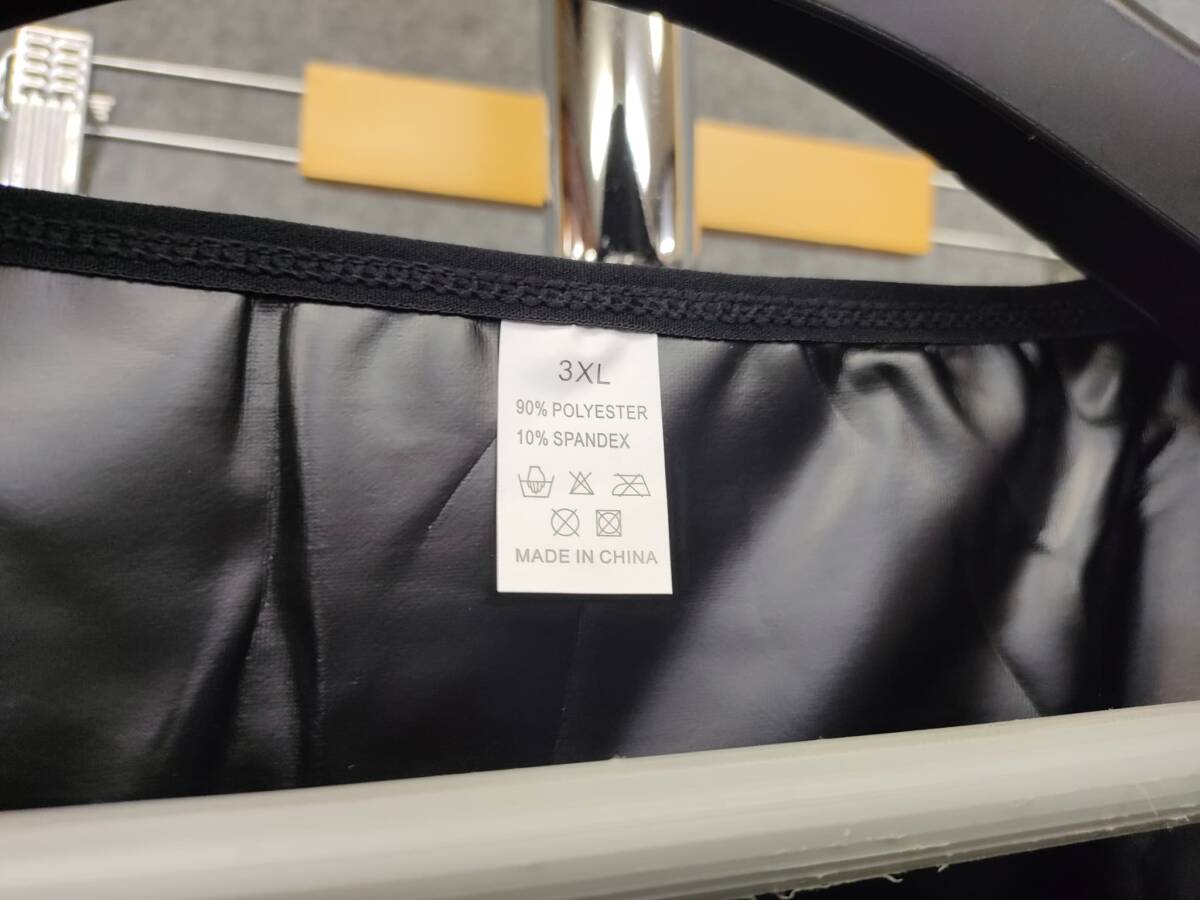 3XL
90% POLYESTER
10% SPANDEX
MADE IN CHINA